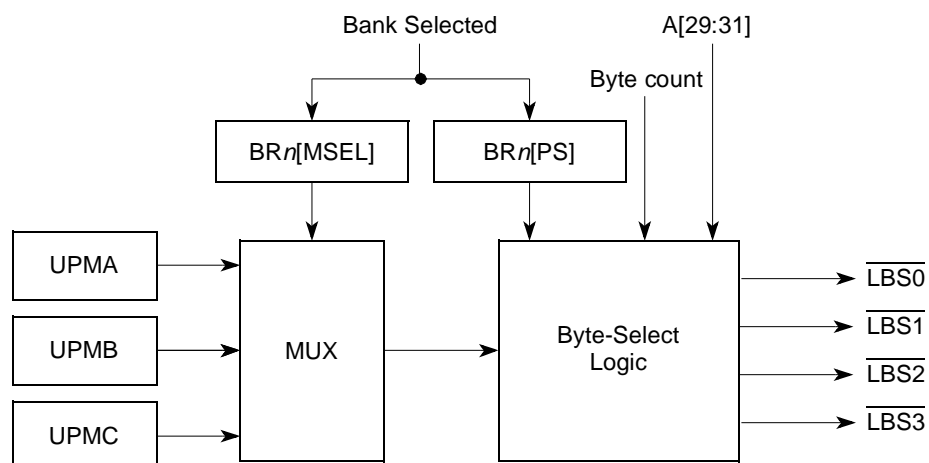 Bank Selected
A[29:31]
Byte count
BRn[MSEL]
BRn[PS]
UPMA
UPMB
UPMC
MUX
Byte-Select
Logic
LBS0
LBS1
LBS2
LBS3